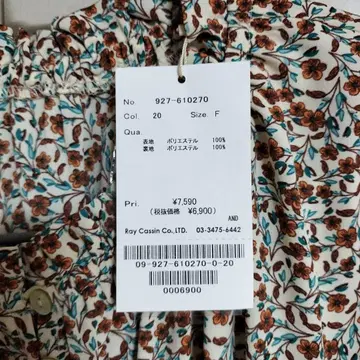 No. 927-610270
Col. 20 Size. F
Qua.
表地 ポリエステル 100%
裏地 ポリエステル 100%
Pri. ¥7,590
(税抜価格 ¥6,900)
AND
Ray Cassin Co.,LTD. 03-3475-6442
09-927-610270-0-20
0006900